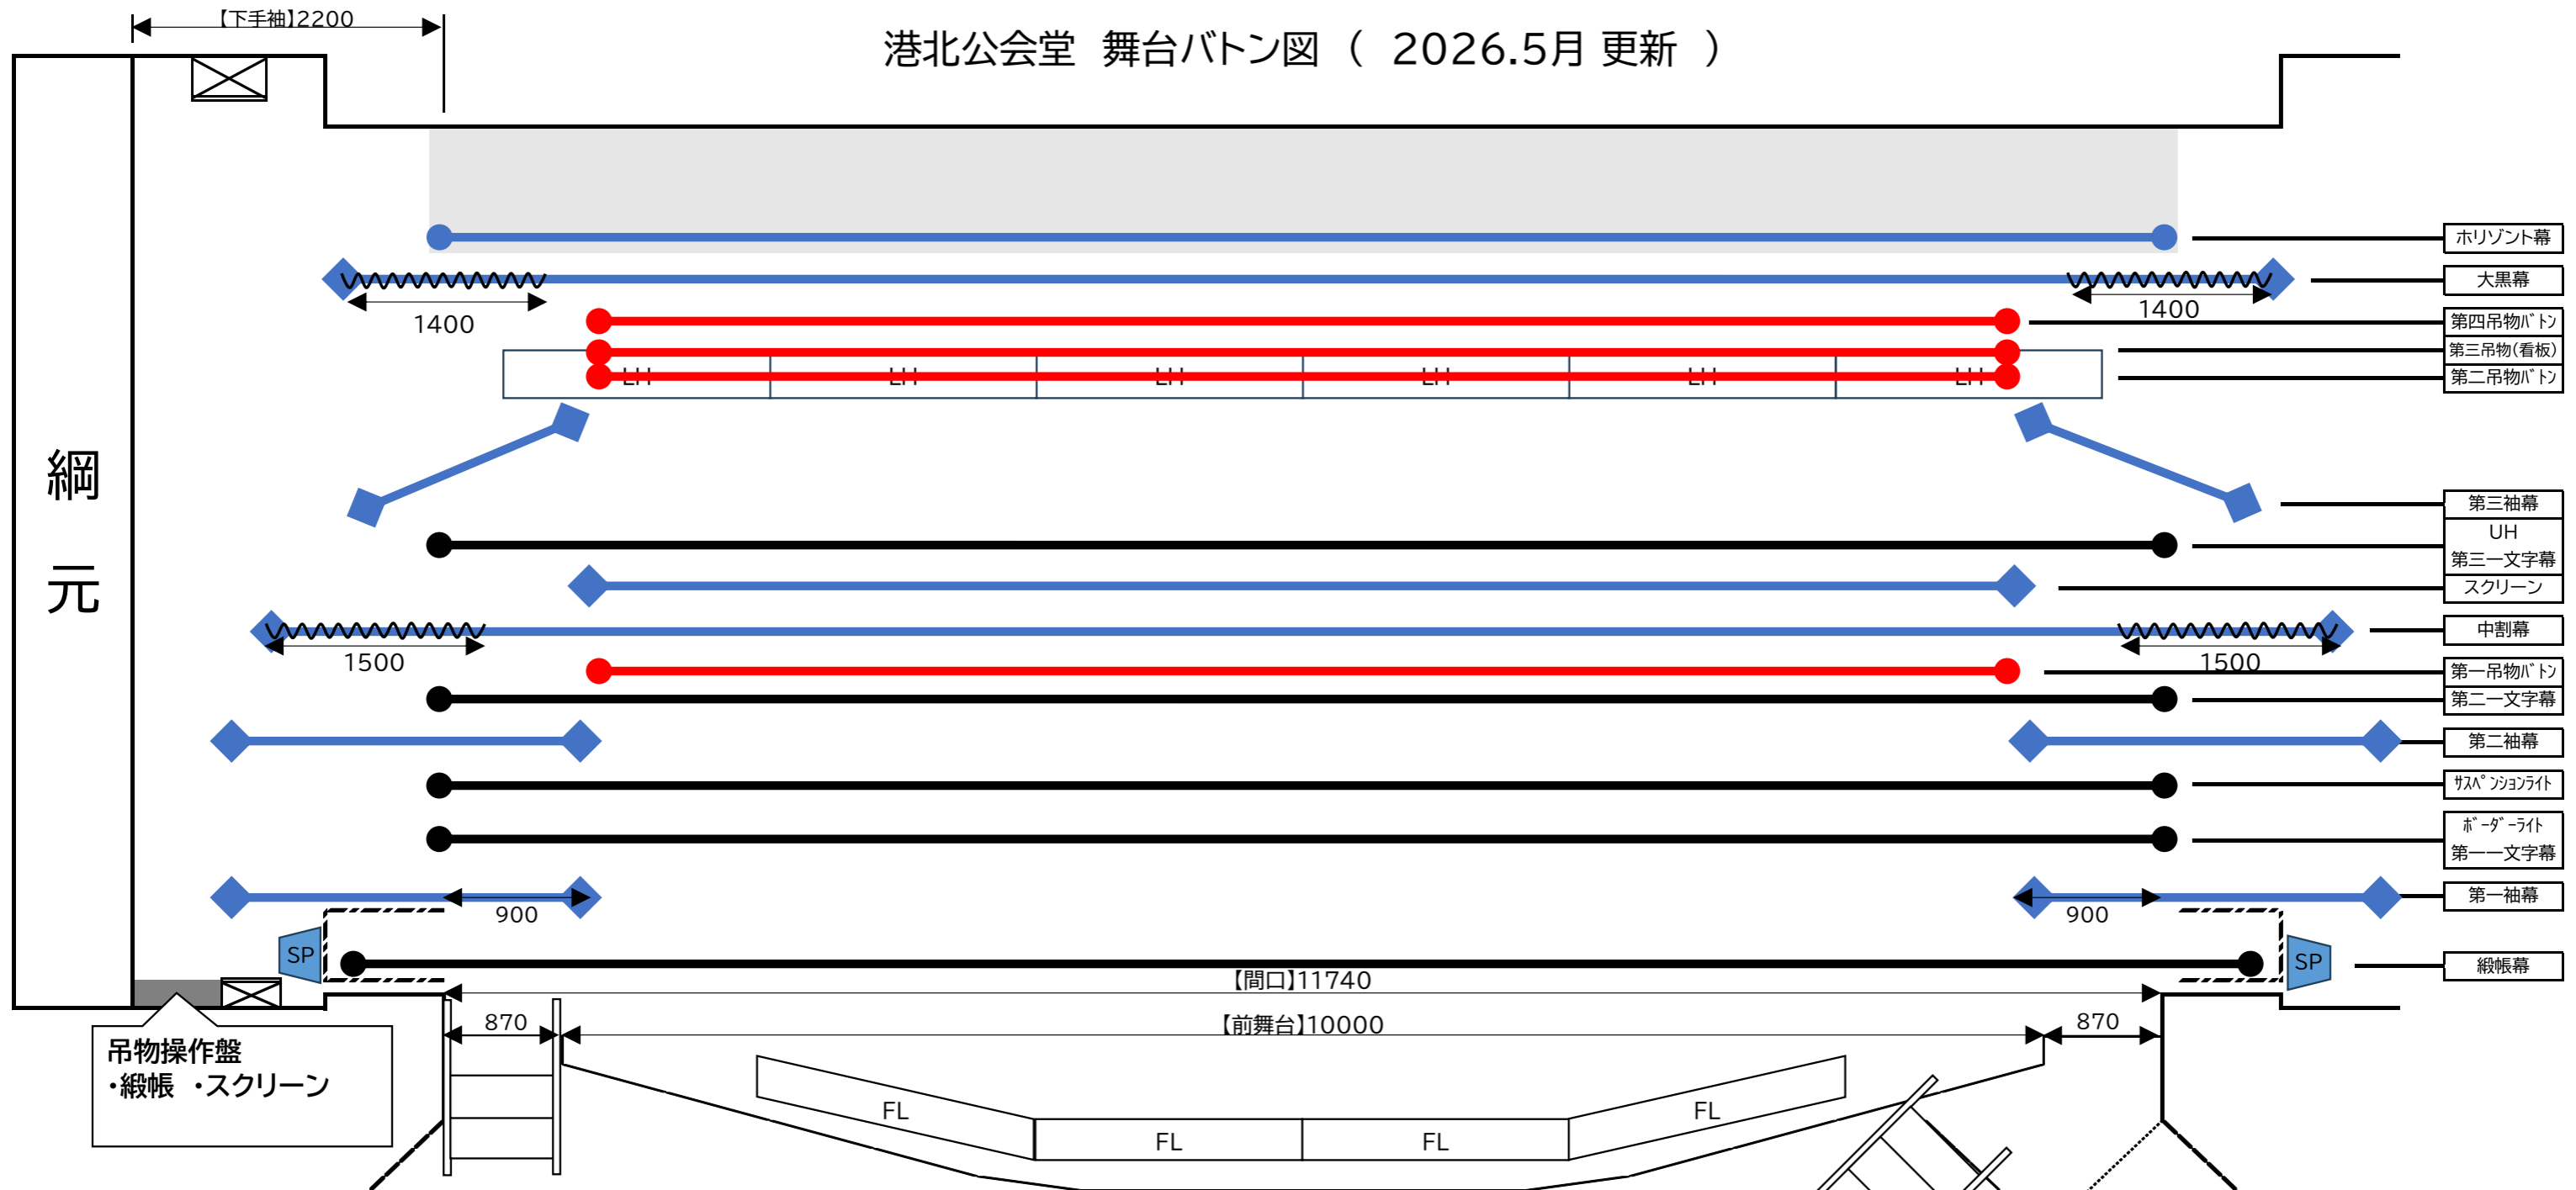 【下手袖】2200
港北公会堂 舞台バトン図 ( 2026.5月 更新 )
ホリゾント幕
大黒幕
1400
1400
第四吊物ﾊﾞﾄﾝ
第三吊物(看板)
第二吊物ﾊﾞﾄﾝ
LH
LH
LH
LH
LH
LH
綱
元
第三袖幕
UH
第三一文字幕
スクリーン
中割幕
1500
1500
第一吊物ﾊﾞﾄﾝ
第二一文字幕
第二袖幕
ｻｽﾍﾟﾝｼｮﾝﾗｲﾄ
ﾎﾞｰﾀﾞｰﾗｲﾄ
第一一文字幕
第一袖幕
900
900
SP
SP
緞帳幕
【間口】11740
870
【前舞台】10000
870
吊物操作盤
・緞帳 ・スクリーン
FL
FL
FL
FL